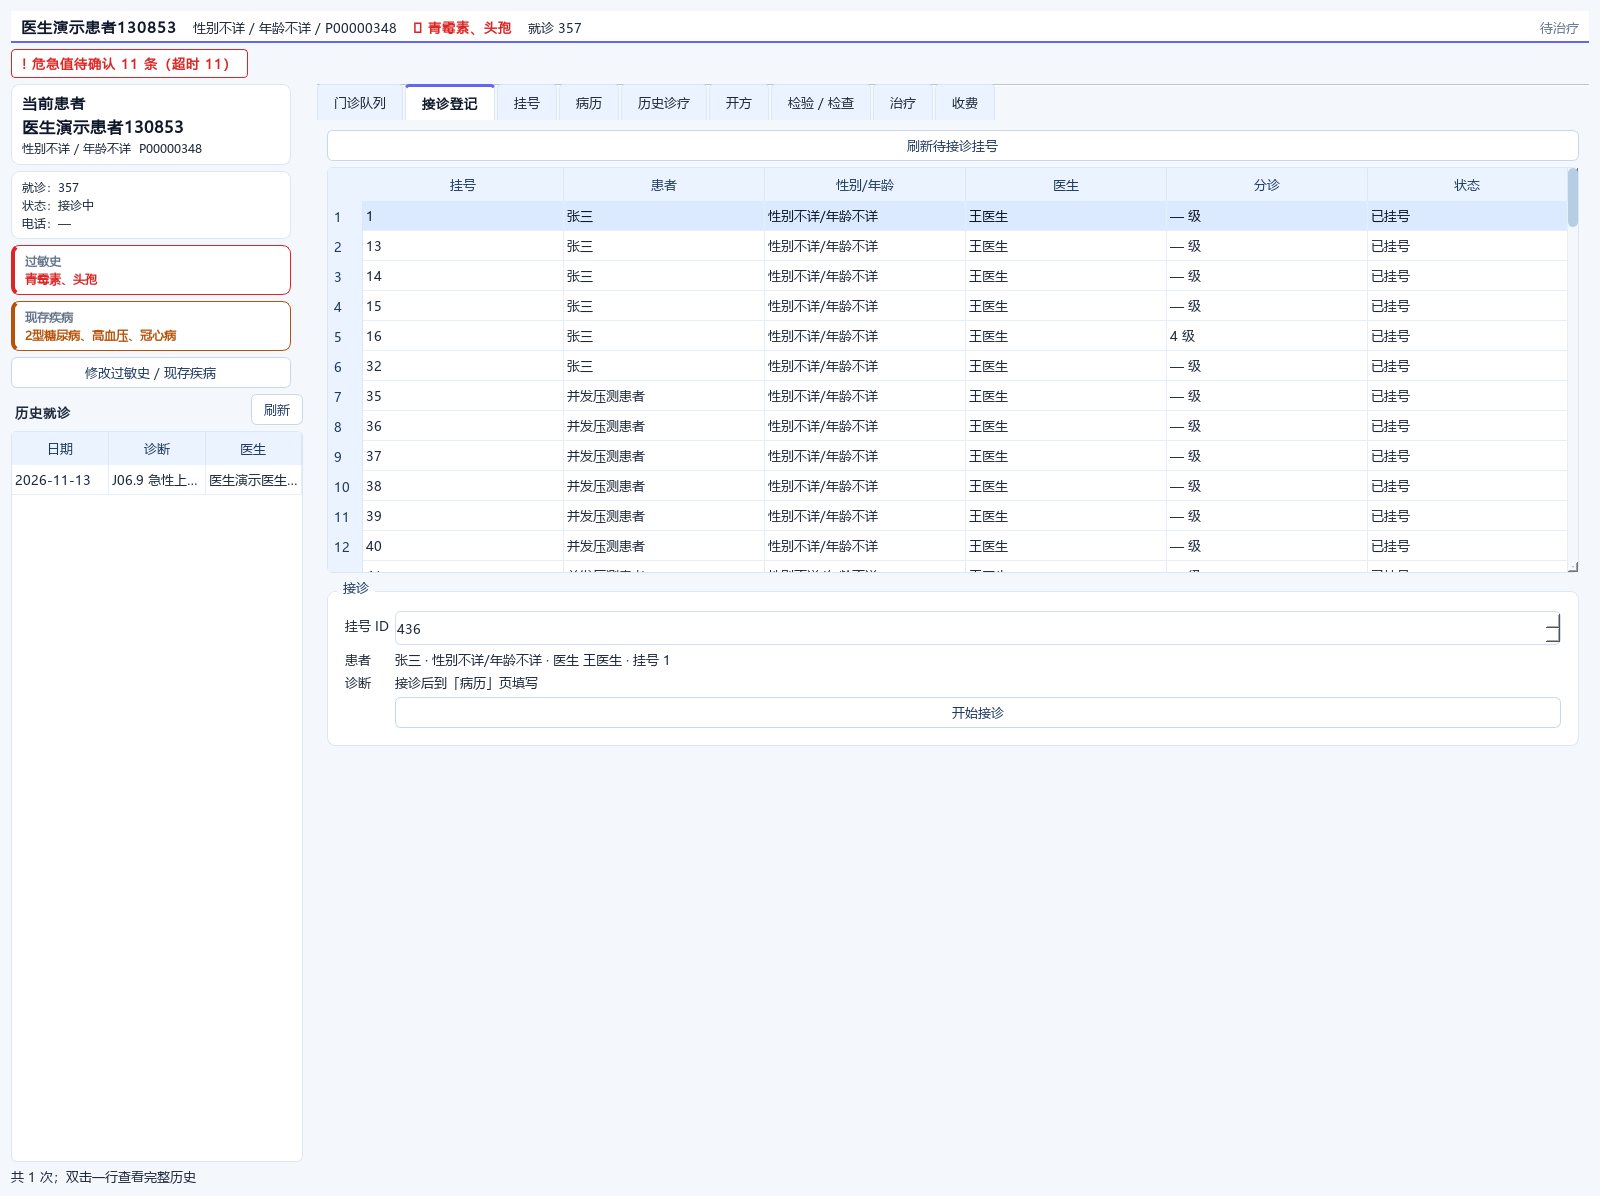 医生演示患者130853 性别不详 / 年龄不详 / P00000348 青霉素、头孢 就诊 357 待治疗
! 危急值待确认 11 条（超时 11）
当前患者
医生演示患者130853
性别不详 / 年龄不详 P00000348
就诊：357
状态：接诊中
电话：—
过敏史
青霉素、头孢
现存疾病
2型糖尿病、高血压、冠心病
修改过敏史 / 现存疾病
历史就诊 刷新
日期 诊断 医生
2026-11-13 J06.9 急性上... 医生演示医生...
共 1 次；双击一行查看完整历史
门诊队列 接诊登记 挂号 病历 历史诊疗 开方 检验 / 检查 治疗 收费
刷新待接诊挂号
挂号 患者 性别/年龄 医生 分诊 状态
1 1 张三 性别不详/年龄不详 王医生 — 级 已挂号
2 13 张三 性别不详/年龄不详 王医生 — 级 已挂号
3 14 张三 性别不详/年龄不详 王医生 — 级 已挂号
4 15 张三 性别不详/年龄不详 王医生 — 级 已挂号
5 16 张三 性别不详/年龄不详 王医生 4 级 已挂号
6 32 张三 性别不详/年龄不详 王医生 — 级 已挂号
7 35 并发压测患者 性别不详/年龄不详 王医生 — 级 已挂号
8 36 并发压测患者 性别不详/年龄不详 王医生 — 级 已挂号
9 37 并发压测患者 性别不详/年龄不详 王医生 — 级 已挂号
10 38 并发压测患者 性别不详/年龄不详 王医生 — 级 已挂号
11 39 并发压测患者 性别不详/年龄不详 王医生 — 级 已挂号
12 40 并发压测患者 性别不详/年龄不详 王医生 — 级 已挂号
接诊
挂号 ID 436
患者 张三 · 性别不详/年龄不详 · 医生 王医生 · 挂号 1
诊断 接诊后到「病历」页填写
开始接诊